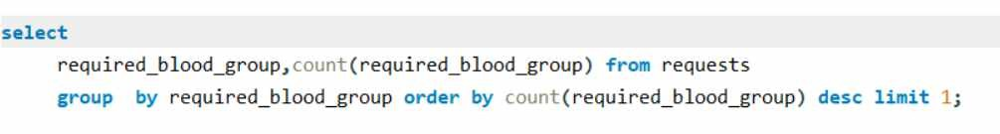 select
required_blood_group,count(required_blood_group) from requests
group  by required_blood_group order by count(required_blood_group) desc limit 1;